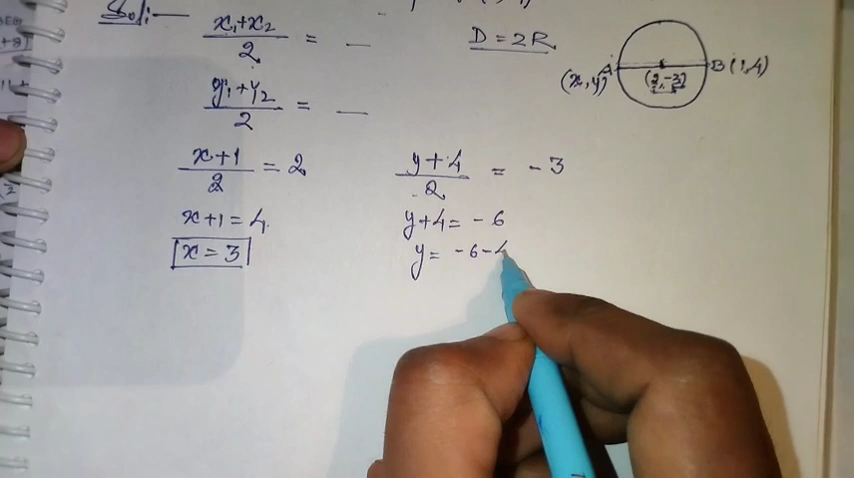 Sol:-
x₁+x₂/2 = _
D = 2R
y₁+y₂/2 = _
A (x, y)
(2,-3)
B (1,4)
x+1/2 = 2
x+1 = 4
x = 3
y+4/2 = -3
y+4 = -6
y = -6-4